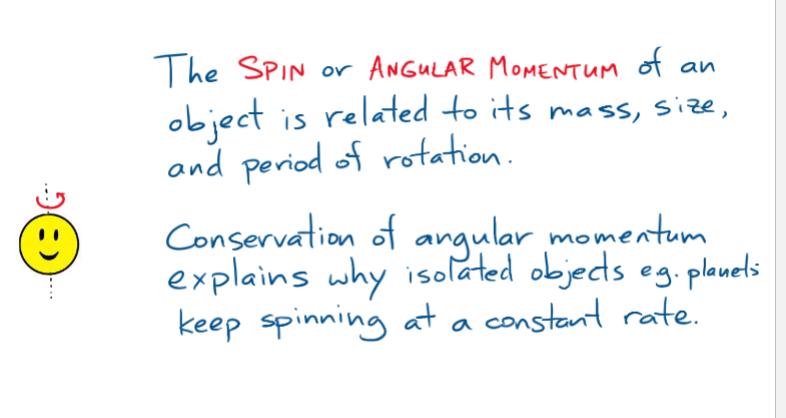 The SPIN or ANGULAR MOMENTUM of an
object is related to its mass, size,
and period of rotation.
Conservation of angular momentum
explains why isolated objects eg. planets
keep spinning at a constant rate.